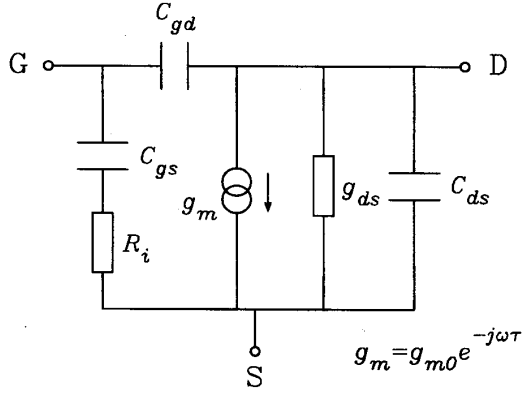 C_gd
G
D
C_gs
g_m
g_ds
C_ds
R_i
g_m=g_m0 e^-jωτ
S